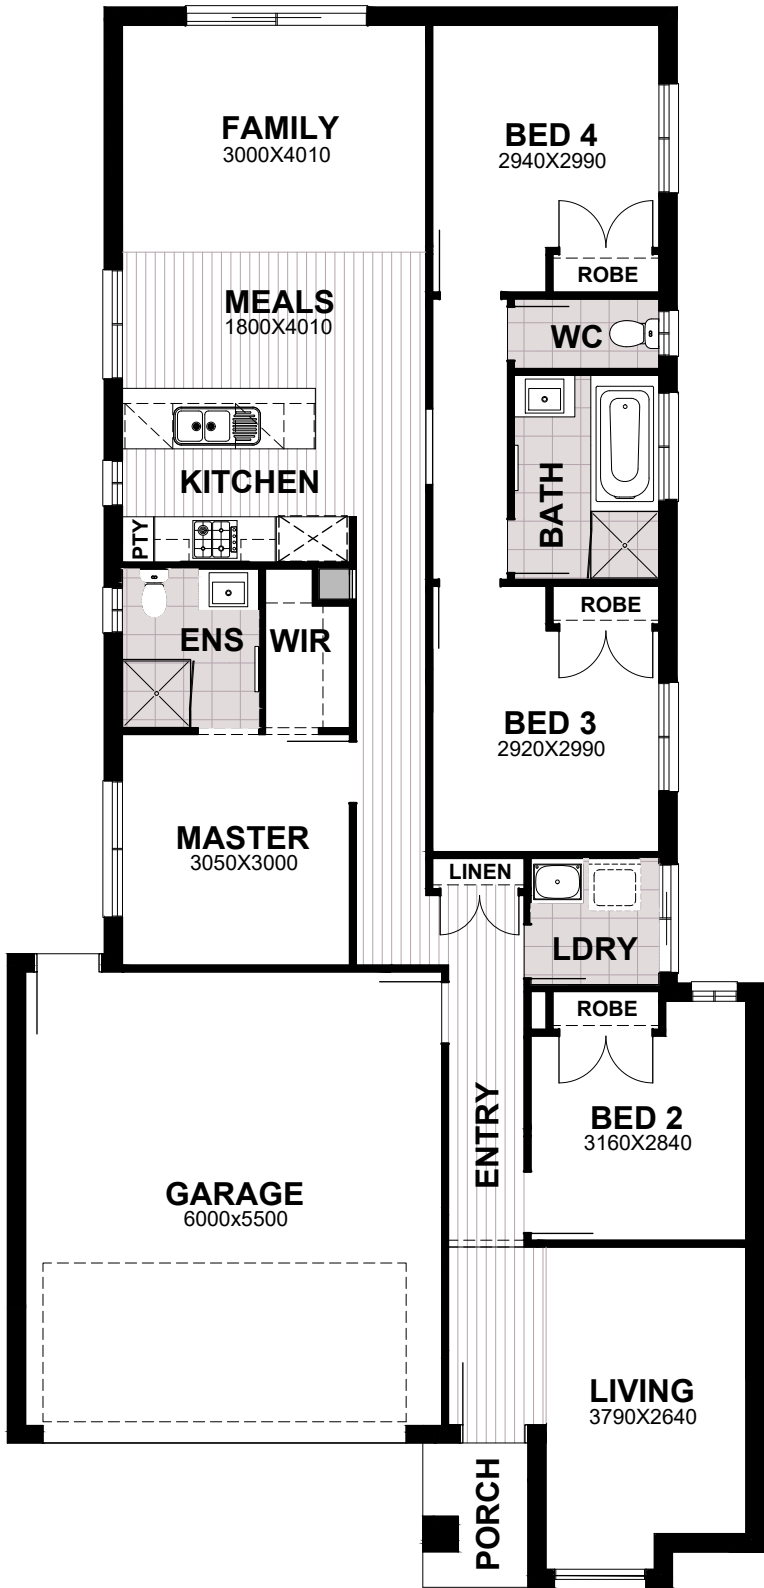 FAMILY
3000X4010
BED 4
2940X2990
ROBE
MEALS
1800X4010
WC
KITCHEN
BATH
PTY
ENS
WIR
ROBE
BED 3
2920X2990
MASTER
3050X3000
LINEN
LDRY
ROBE
BED 2
3160X2840
ENTRY
GARAGE
6000x5500
LIVING
3790X2640
PORCH